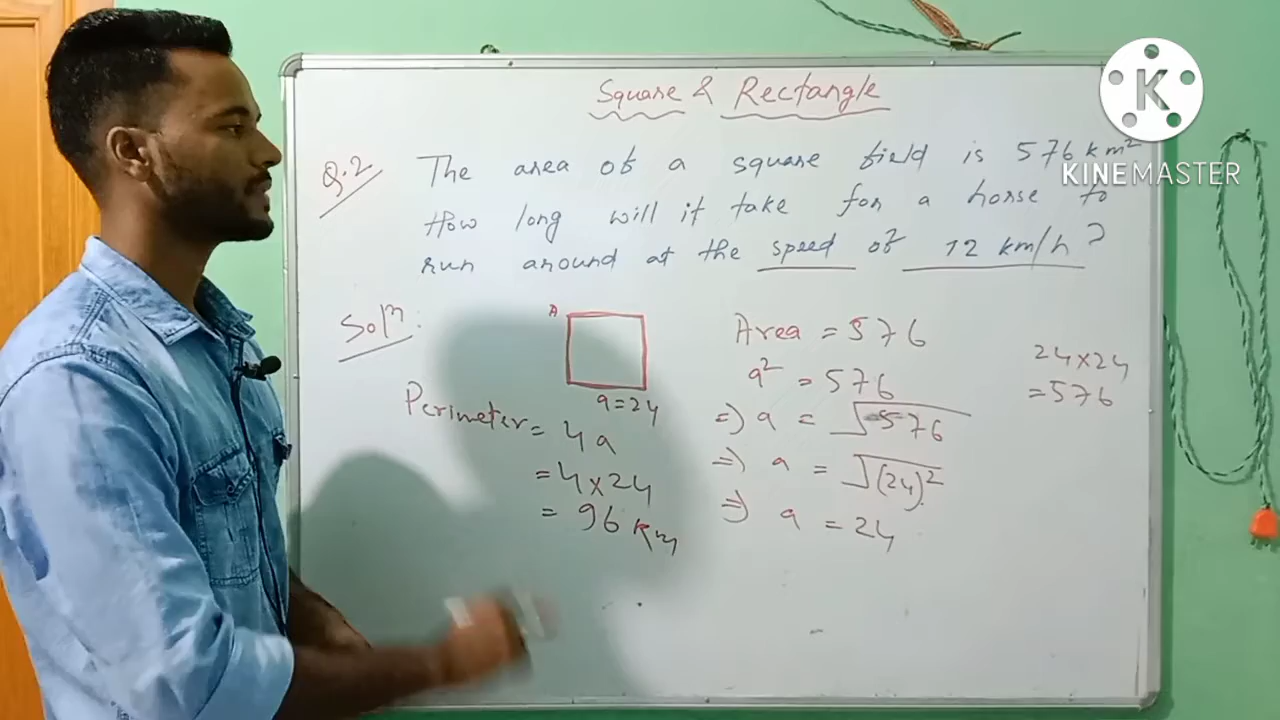 Square & Rectangle
Q.2 The area of a square field is 576 km²
How long will it take for a horse to
run around at the speed of 12 km/h?
Soln:
A
a=24
Perimeter = 4a
=4x24
= 96 km
Area = 576
a² = 576
=) a = √576
=) a = √(24)²
=) a = 24
24x24
=576
K
KINEMASTER